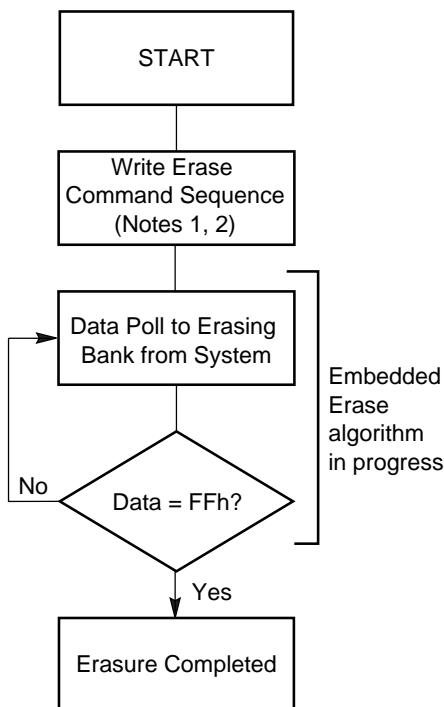 START
Write Erase
Command Sequence
(Notes 1, 2)
Data Poll to Erasing
Bank from System
Embedded
Erase
algorithm
in progress
No
Data = FFh?
Yes
Erasure Completed